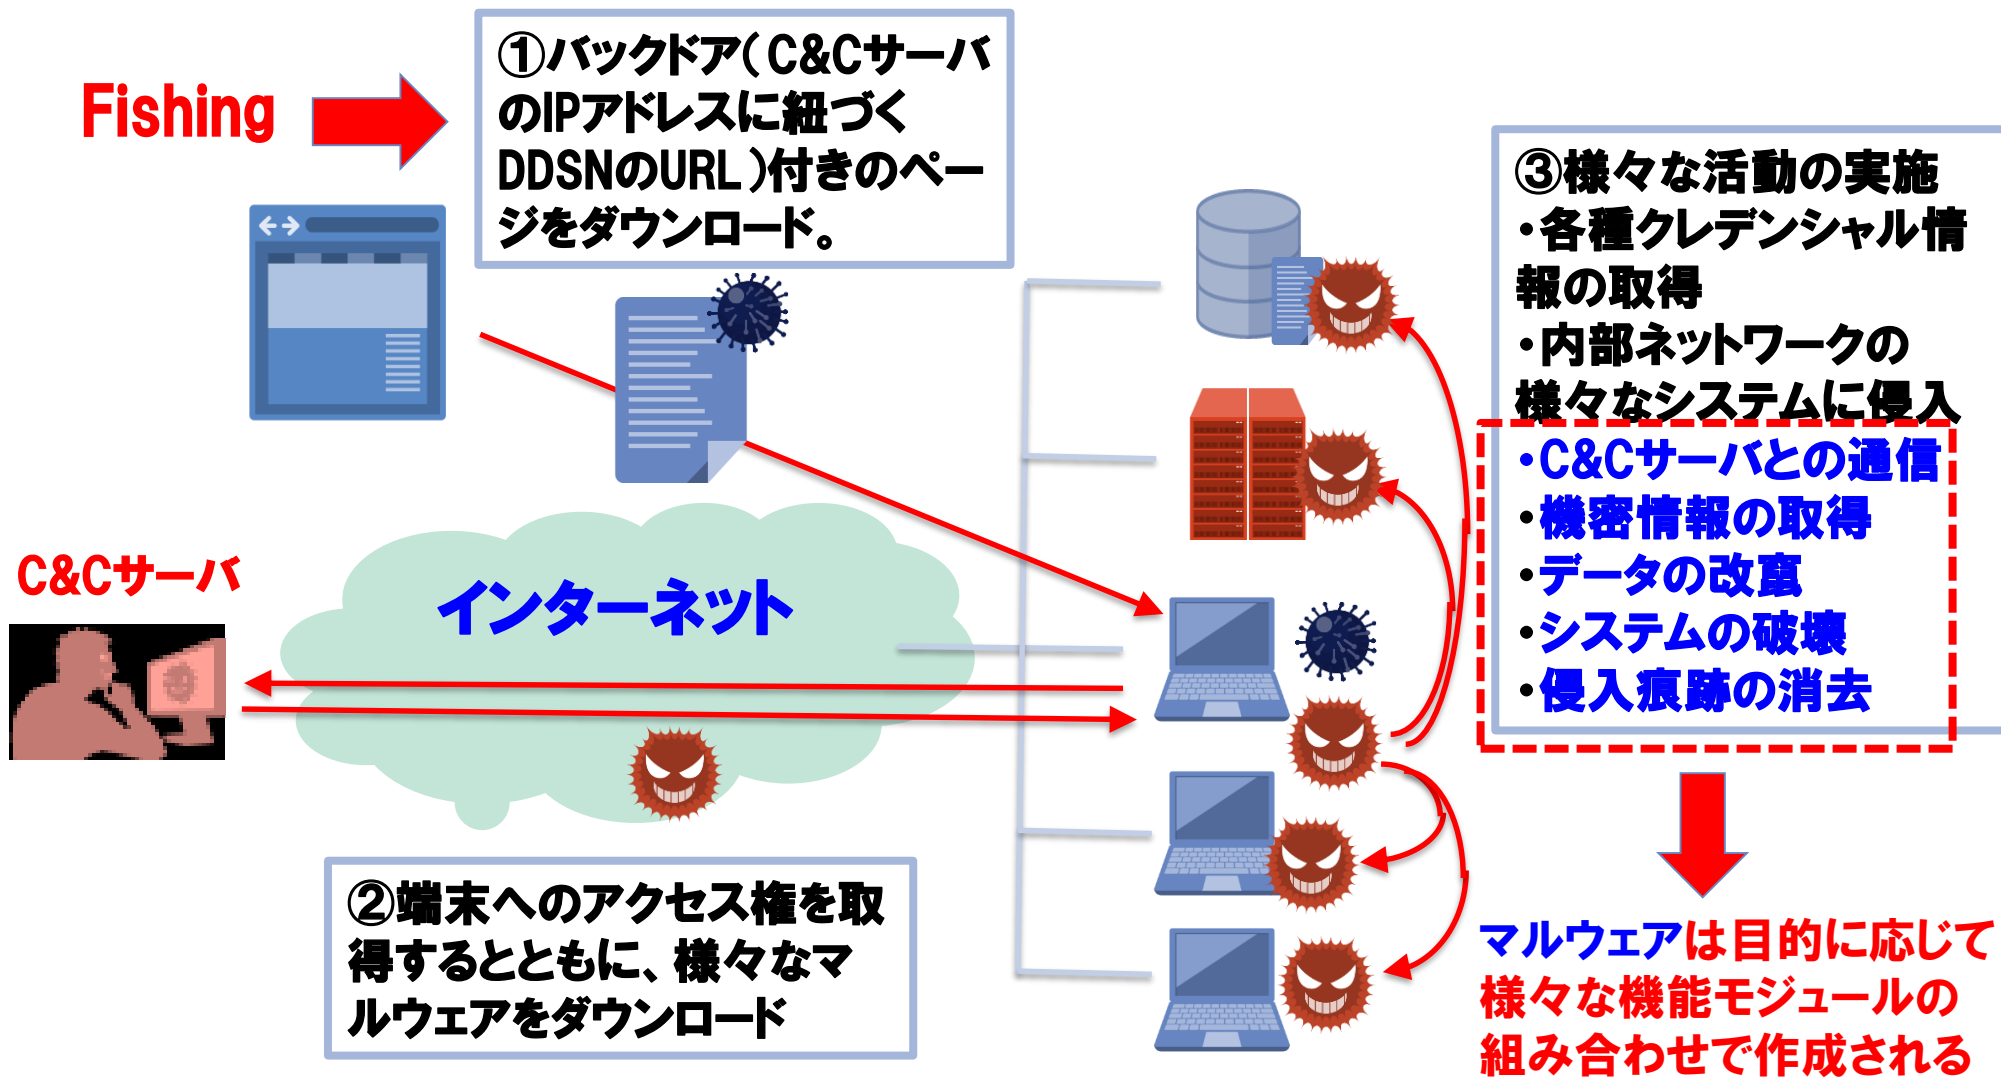 Fishing
①バックドア(C&Cサーバ
のIPアドレスに紐づく
DDSNのURL)付きのペー
ジをダウンロード。
③様々な活動の実施
・各種クレデンシャル情
報の取得
・内部ネットワークの
様々なシステムに侵入
・C&Cサーバとの通信
・機密情報の取得
・データの改竄
・システムの破壊
・侵入痕跡の消去
C&Cサーバ
インターネット
②端末へのアクセス権を取
得するとともに、様々なマ
ルウェアをダウンロード
マルウェアは目的に応じて
様々な機能モジュールの
組み合わせで作成される